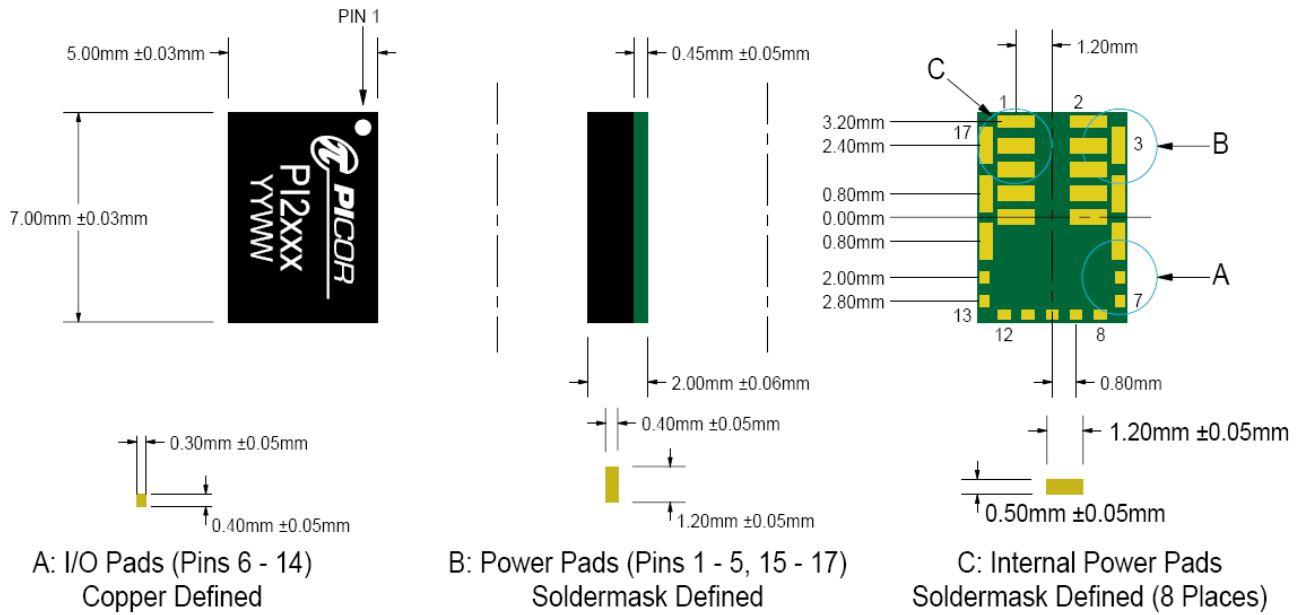 PIN 1
5.00mm ±0.03mm
7.00mm ±0.03mm
PICOR
PI2xxx
YYWW
0.45mm ±0.05mm
2.00mm ±0.06mm
1.20mm
C
1
2
3.20mm
17
2.40mm
3
B
0.80mm
0.00mm
0.80mm
2.00mm
A
2.80mm
7
13
12
8
0.80mm
0.30mm ±0.05mm
0.40mm ±0.05mm
A: I/O Pads (Pins 6 - 14)
Copper Defined
0.40mm ±0.05mm
1.20mm ±0.05mm
B: Power Pads (Pins 1 - 5, 15 - 17)
Soldermask Defined
1.20mm ±0.05mm
0.50mm ±0.05mm
C: Internal Power Pads
Soldermask Defined (8 Places)